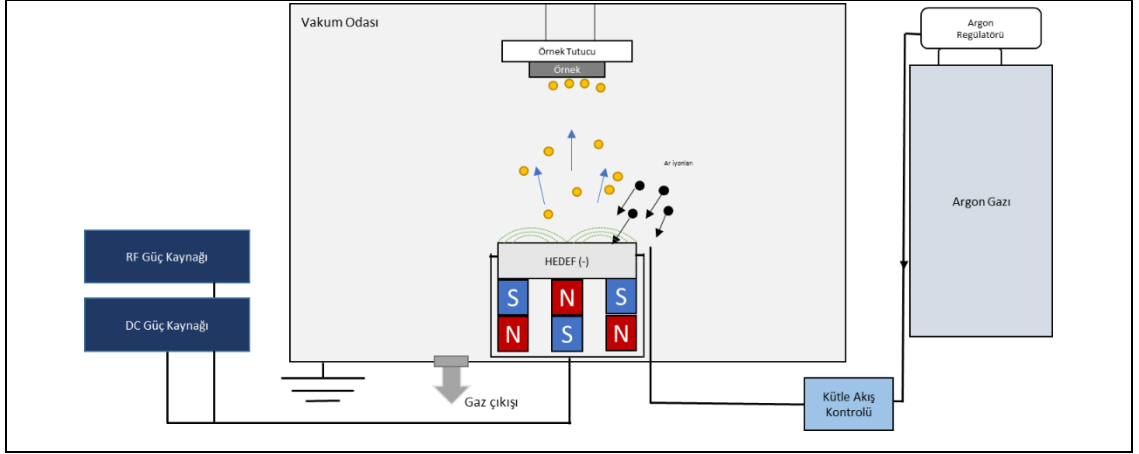 Vakum Odası
Örnek Tutucu
Örnek
Ar iyonları
HEDEF (-)
S N S
N S N
RF Güç Kaynağı
DC Güç Kaynağı
Gaz çıkışı
Argon
Regülatörü
Argon Gazı
Kütle Akış
Kontrolü